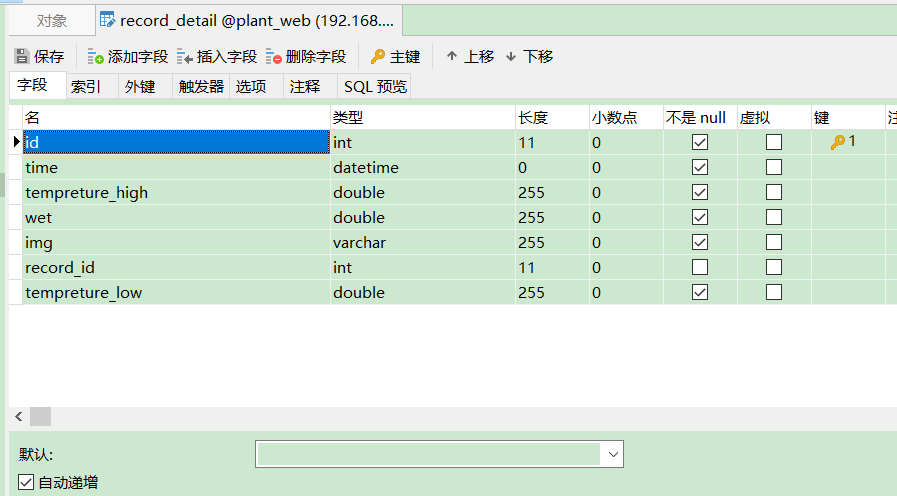 对象 record_detail @plant_web (192.168....
保存 添加字段 插入字段 删除字段 主键 上移 下移
字段 索引 外键 触发器 选项 注释 SQL 预览
名 类型 长度 小数点 不是 null 虚拟 键
id int 11 0 1
time datetime 0 0
tempreture_high double 255 0
wet double 255 0
img varchar 255 0
record_id int 11 0
tempreture_low double 255 0
默认:
自动递增